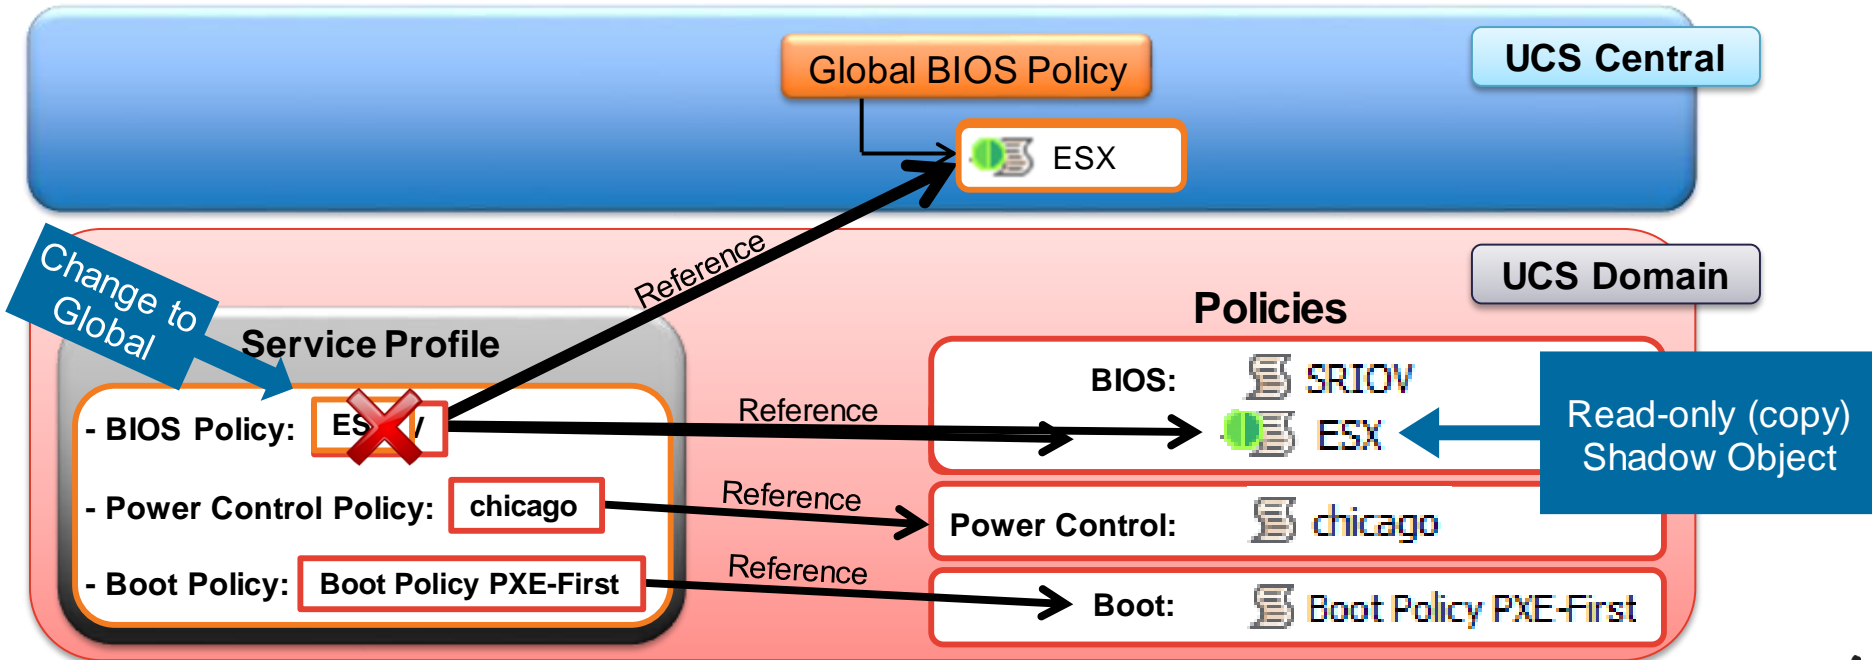 UCS Central
Global BIOS Policy
ESX
Change to
Global
Reference
UCS Domain
Policies
Service Profile
BIOS:
SRIOV
- BIOS Policy:
Reference
ESX
Read-only (copy)
Shadow Object
- Power Control Policy:
chicago
Reference
Power Control:
chicago
- Boot Policy:
Boot Policy PXE-First
Reference
Boot:
Boot Policy PXE-First